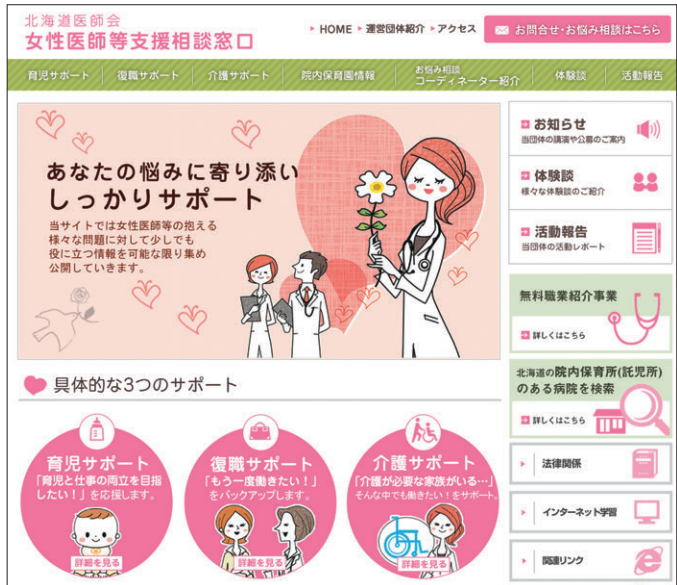 北海道医師会
女性医師等支援相談窓口
HOME 運営団体紹介 アクセス
お問合せ・お悩み相談はこちら
育児サポート 復職サポート 介護サポート 院内保育園情報 お悩み相談 コーディネーター紹介 体験談 活動報告
あなたの悩みに寄り添い
しっかりサポート
当サイトでは女性医師等の抱える
様々な問題に対して少しでも
役に立つ情報を可能な限り集め
公開していきます。
お知らせ
当団体の講演や公募のご案内
体験談
様々な体験談のご紹介
活動報告
当団体の活動レポート
無料職業紹介事業
詳しくはこちら
北海道の院内保育所(託児所)
のある病院を検索
詳しくはこちら
法律関係
インターネット学習
関連リンク
具体的な3つのサポート
育児サポート
「育児と仕事の両立を目指
したい！」を応援します。
詳細を見る
復職サポート
「もう一度働きたい！」
をバックアップします。
詳細を見る
介護サポート
「介護が必要な家族がいる…」
そんな中でも働きたい！をサポート。
詳細を見る